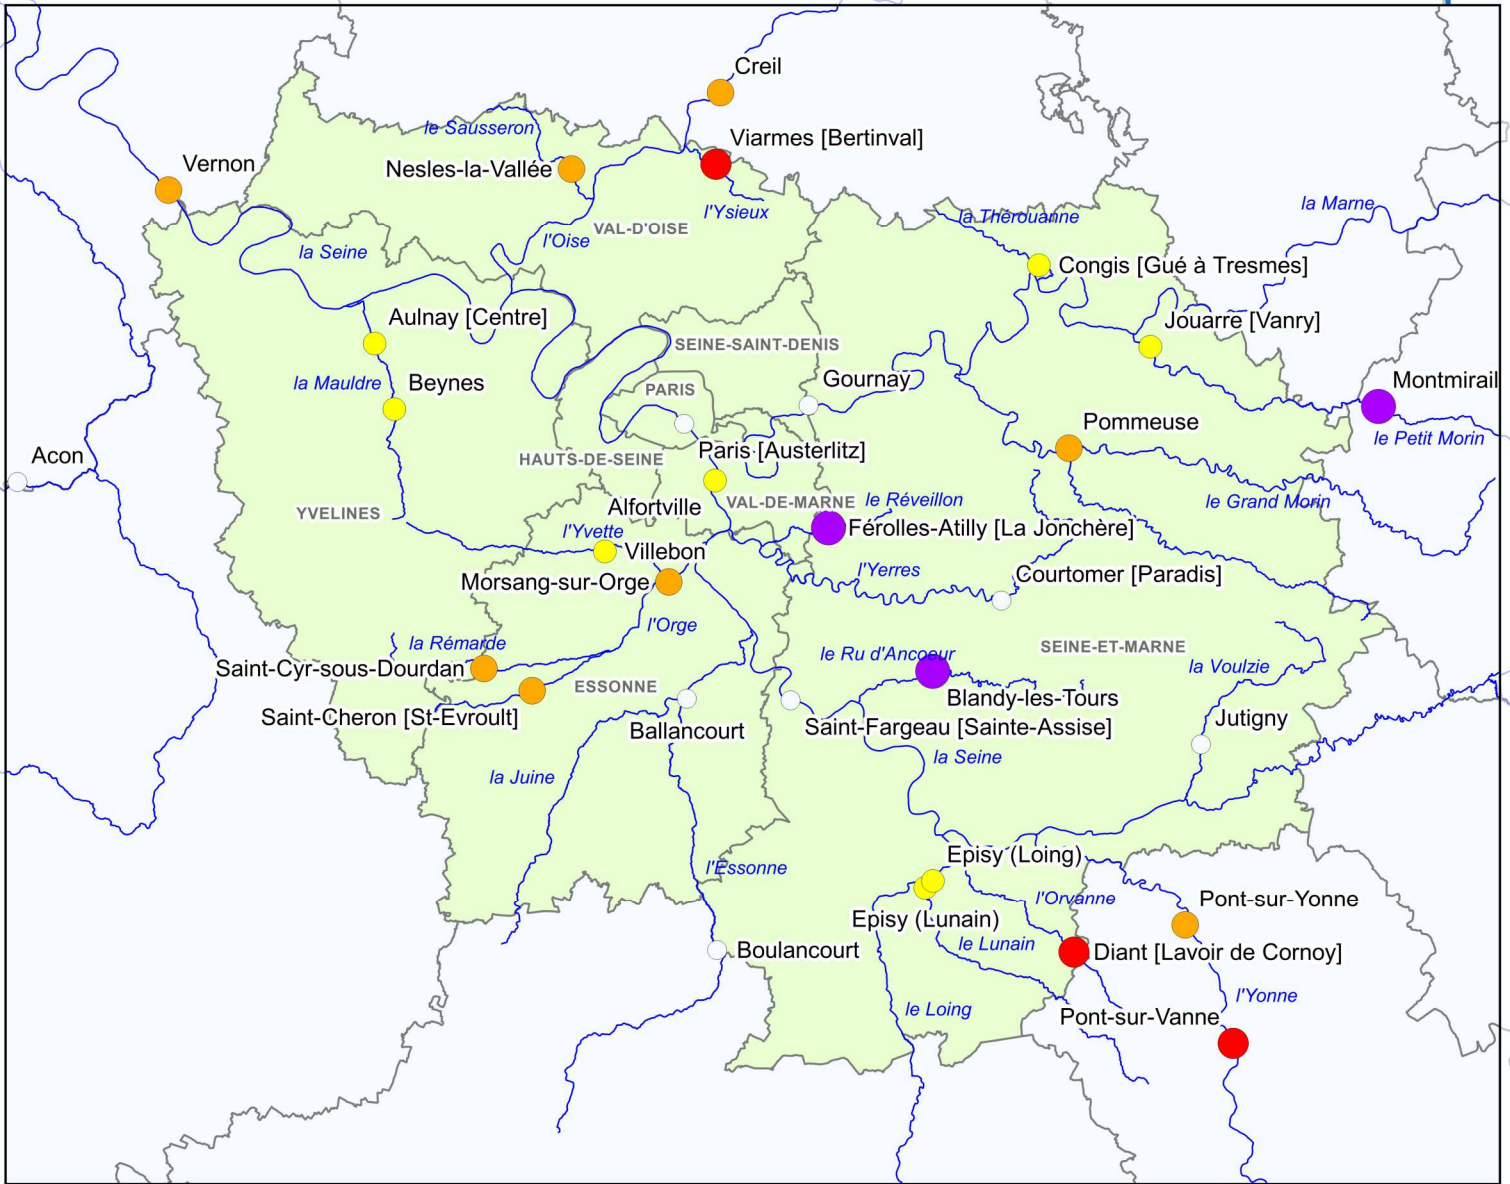 Creil
le Sausseron
Viarmes [Bertinval]
Vernon
Nesles-la-Vallée
l'Ysieux
la Marne
la Thérouanne
VAL-D'OISE
l'Oise
la Seine
Congis [Gué à Tresmes]
Aulnay [Centre]
Jouarre [Vanry]
SEINE-SAINT-DENIS
la Mauldre
Beynes
PARIS
Gournay
Montmirail
Pommeuse
le Petit Morin
Acon
HAUTS-DE-SEINE
Paris [Austerlitz]
YVELINES
Alfortville
VAL-DE-MARNE
le Réveillon
le Grand Morin
l'Yvette
Villebon
Férolles-Atilly [La Jonchère]
Morsang-sur-Orge
l'Yerres
Courtomer [Paradis]
l'Orge
la Rémarde
le Ru d'Ancoeur
SEINE-ET-MARNE
Saint-Cyr-sous-Dourdan
la Voulzie
ESSONNE
Blandy-les-Tours
Saint-Cheron [St-Evroult]
Ballancourt
Saint-Fargeau [Sainte-Assise]
Jutigny
la Juine
la Seine
l'Essonne
Episy (Loing)
l'Orvanne
Pont-sur-Yonne
Episy (Lunain)
le Lunain
Boulancourt
Diant [Lavoir de Cornoy]
l'Yonne
le Loing
Pont-sur-Vanne